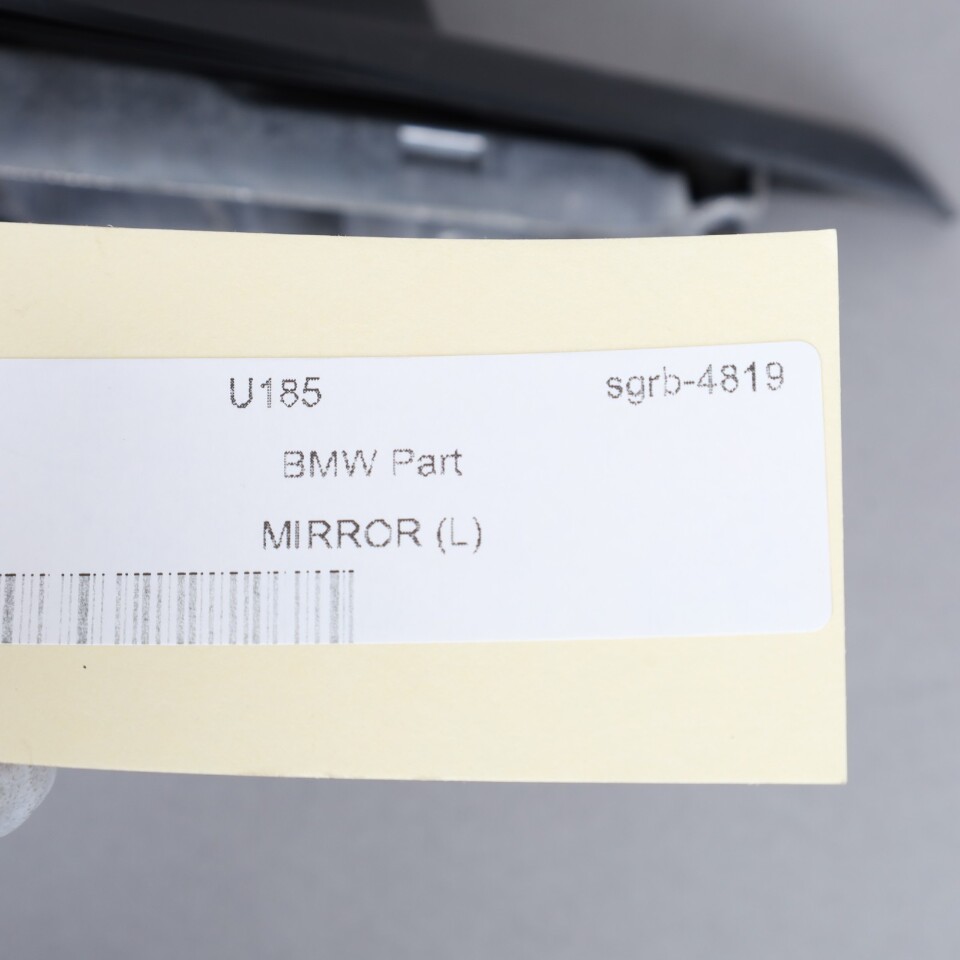 U185 sgrb-4819
BMW Part
MIRROR (L)